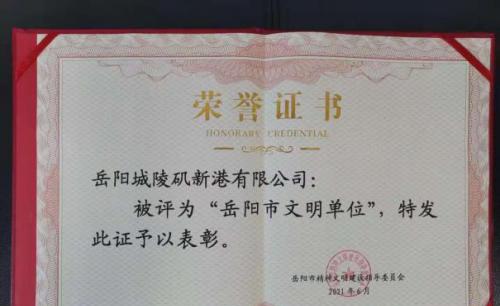 荣誉证书
HONORARY CREDENTIAL
岳阳城陵矶新港有限公司：
被评为“岳阳市文明单位”，特发
此证予以表彰。
岳阳市精神文明建设指导委员会
2021年6月